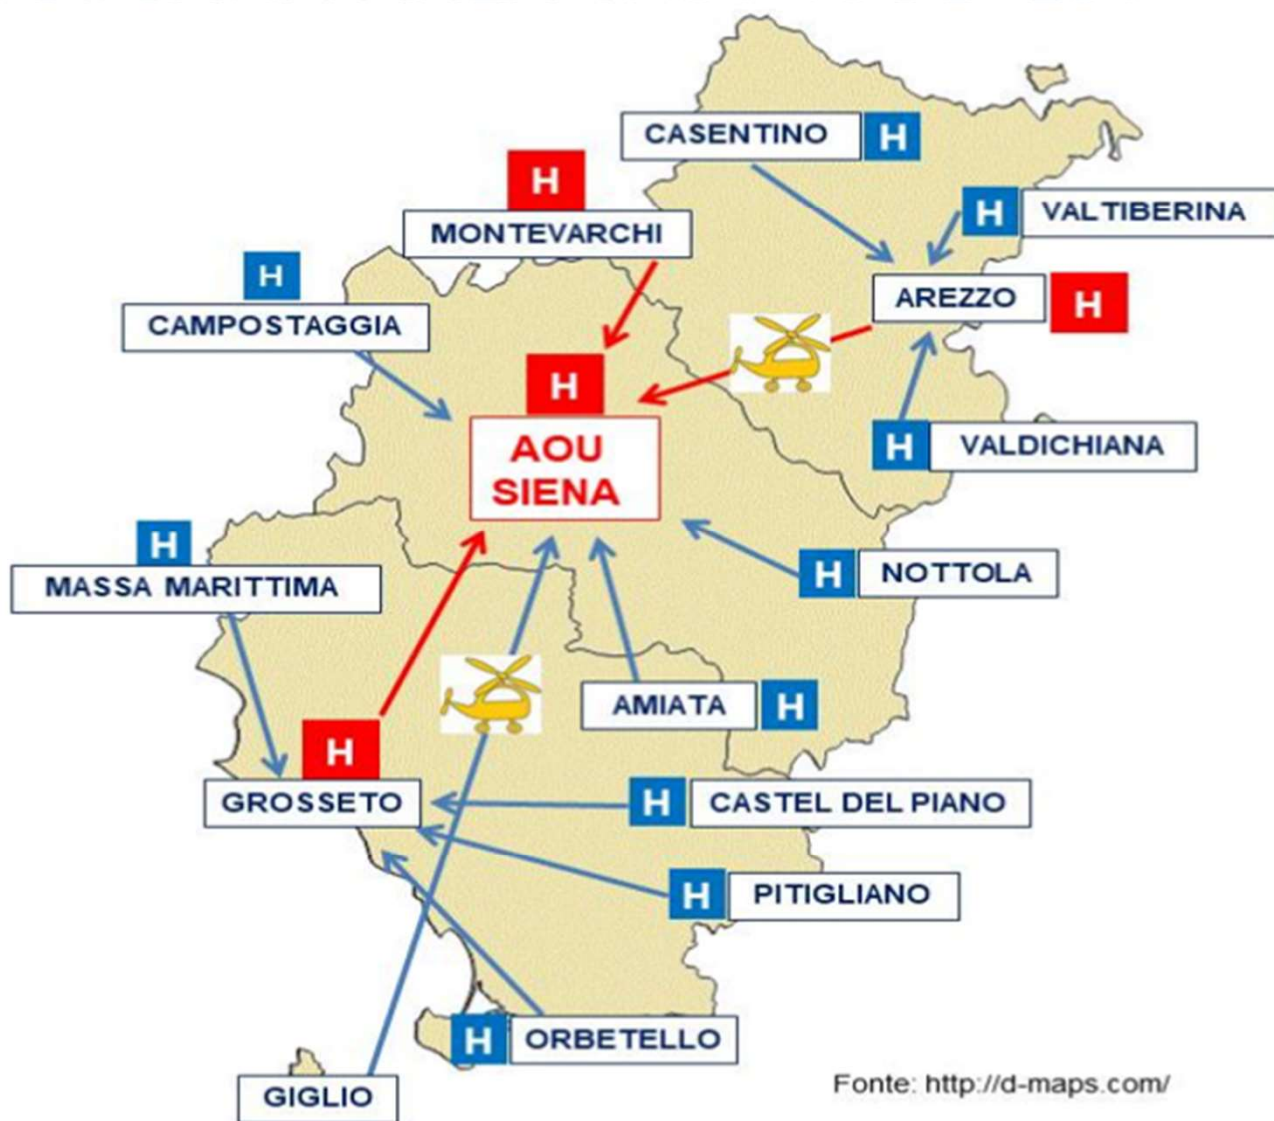 CASENTINO H
H
MONTEVARCHI
H VALTIBERINA
H
CAMPOSTAGGIA
AREZZO H
H
AOU
SIENA
H VALDICHIANA
H
MASSA MARITTIMA
H NOTTOLA
AMIATA H
H
GROSSETO
H CASTEL DEL PIANO
H PITIGLIANO
H ORBETELLO
GIGLIO
Fonte: http://d-maps.com/